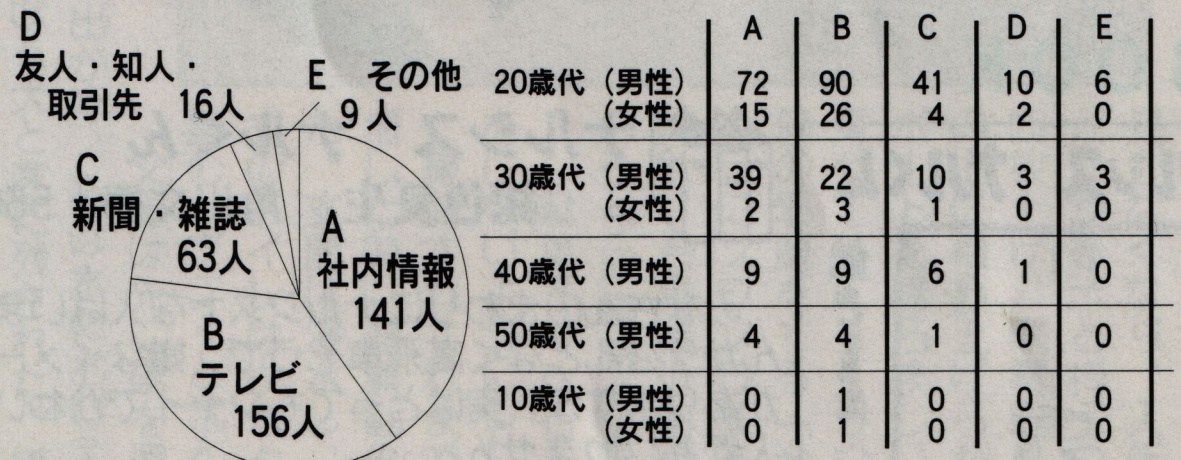 D
友人・知人・
取引先 16人
E その他
9人
C
新聞・雑誌
63人
A
社内情報
141人
B
テレビ
156人
A B C D E
20歳代（男性） 72 90 41 10 6
（女性） 15 26 4 2 0
30歳代（男性） 39 22 10 3 3
（女性） 2 3 1 0 0
40歳代（男性） 9 9 6 1 0
50歳代（男性） 4 4 1 0 0
10歳代（男性） 0 1 0 0 0
（女性） 0 1 0 0 0